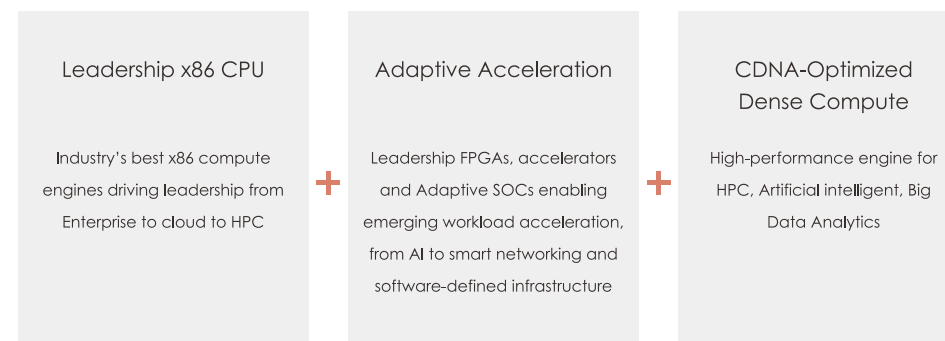 Leadership x86 CPU
Industry's best x86 compute
engines driving leadership from
Enterprise to cloud to HPC
+
Adaptive Acceleration
Leadership FPGAs, accelerators
and Adaptive SOCs enabling
emerging workload acceleration,
from AI to smart networking and
software-defined infrastructure
+
CDNA-Optimized
Dense Compute
High-performance engine for
HPC, Artificial intelligent, Big
Data Analytics